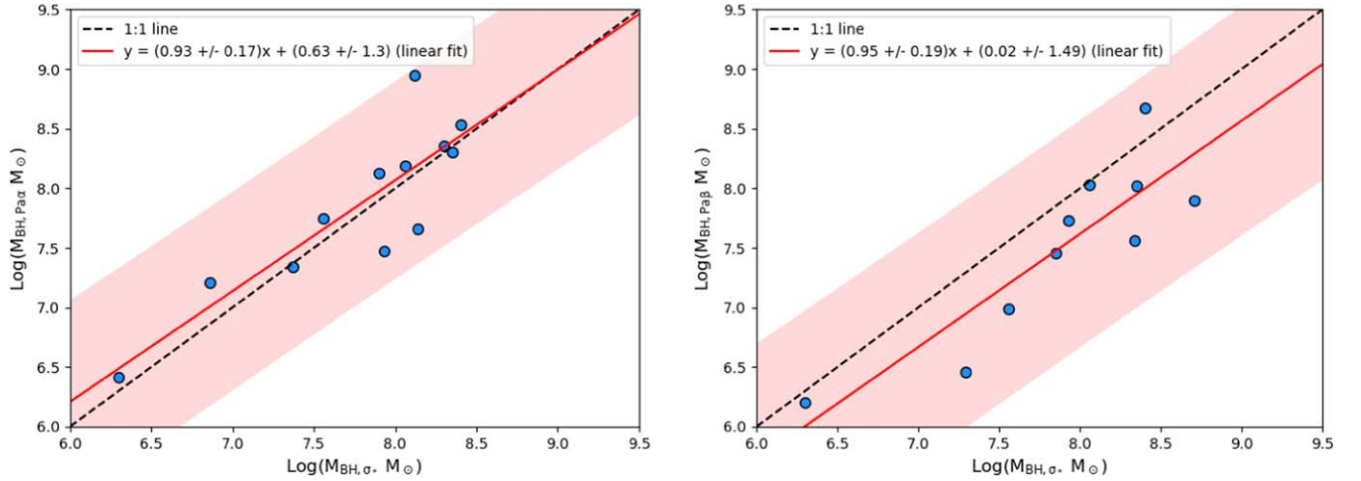 1:1 line
y = (0.93 +/- 0.17)x + (0.63 +/- 1.3) (linear fit)
9.5
9.0
8.5
8.0
7.5
7.0
6.5
6.0
Log(M_BH,Paα M⊙)
6.0 6.5 7.0 7.5 8.0 8.5 9.0 9.5
Log(M_BH,σ* M⊙)
1:1 line
y = (0.95 +/- 0.19)x + (0.02 +/- 1.49) (linear fit)
9.5
9.0
8.5
8.0
7.5
7.0
6.5
6.0
Log(M_BH,Paβ M⊙)
6.0 6.5 7.0 7.5 8.0 8.5 9.0 9.5
Log(M_BH,σ* M⊙)